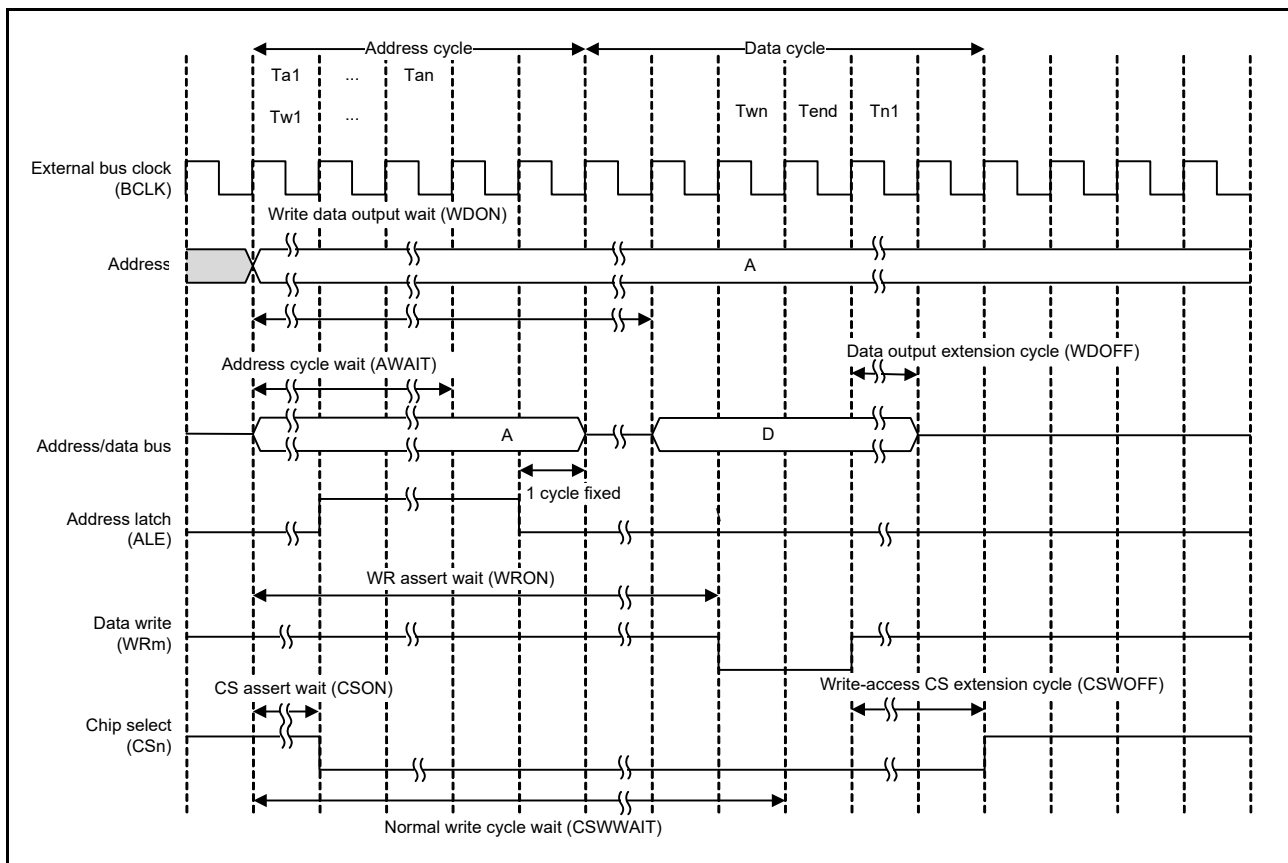 Address cycle Data cycle
Ta1 ... Tan
Twn Tend Tn1
Tw1 ...
External bus clock
(BCLK)
Write data output wait (WDON)
Address
A
Data output extension cycle (WDOFF)
Address cycle wait (AWAIT)
Address/data bus
A D
1 cycle fixed
Address latch
(ALE)
WR assert wait (WRON)
Data write
(WRm)
CS assert wait (CSON)
Write-access CS extension cycle (CSWOFF)
Chip select
(CSn)
Normal write cycle wait (CSWWAIT)